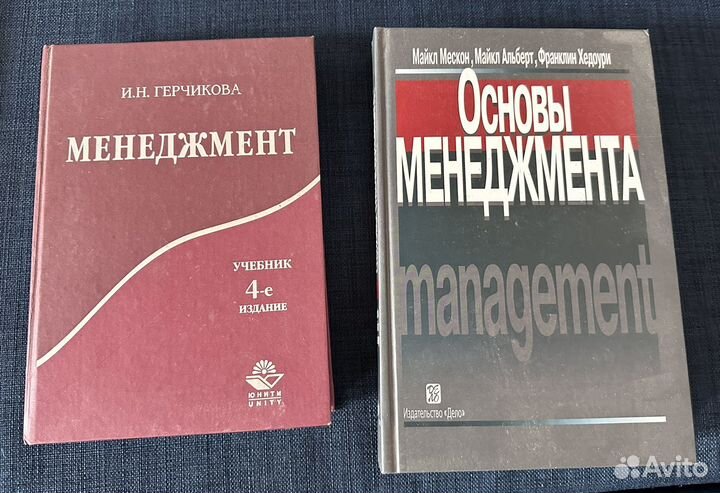 И.Н. ГЕРЧИКОВА
МЕНЕДЖМЕНТ
УЧЕБНИК
4-е
ИЗДАНИЕ
ЮНИТИ
UNITY
Майкл Мескон, Майкл Альберт, Франклин Хедоури
ОСНОВЫ
МЕНЕДЖМЕНТА
management
Издательство «Дело»
Avito